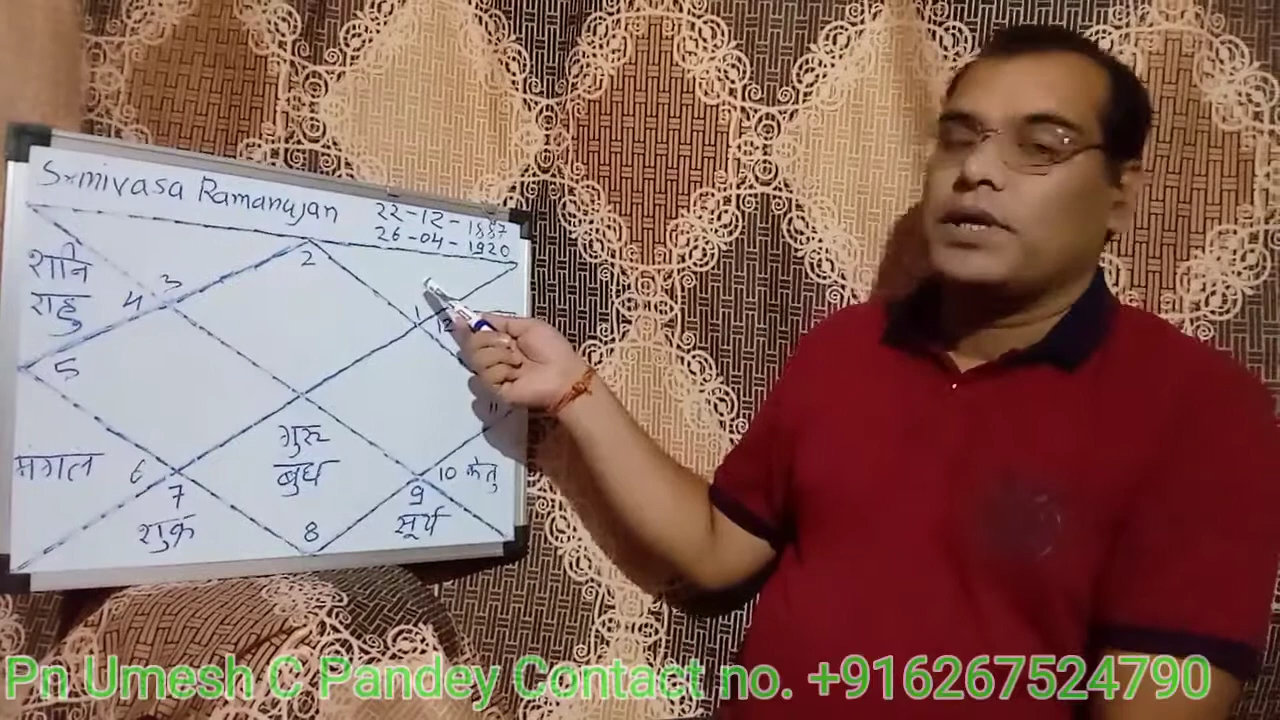 Srinivasa Ramanujan
22-12-1887
26-04-1920
2
शनि
राहु
4
3
1
12
5
11
गुरू
बुध
मंगल
6
7
शुक्र
8
9
सूर्य
10 केतु
Pn Umesh C Pandey Contact no. +916267524790